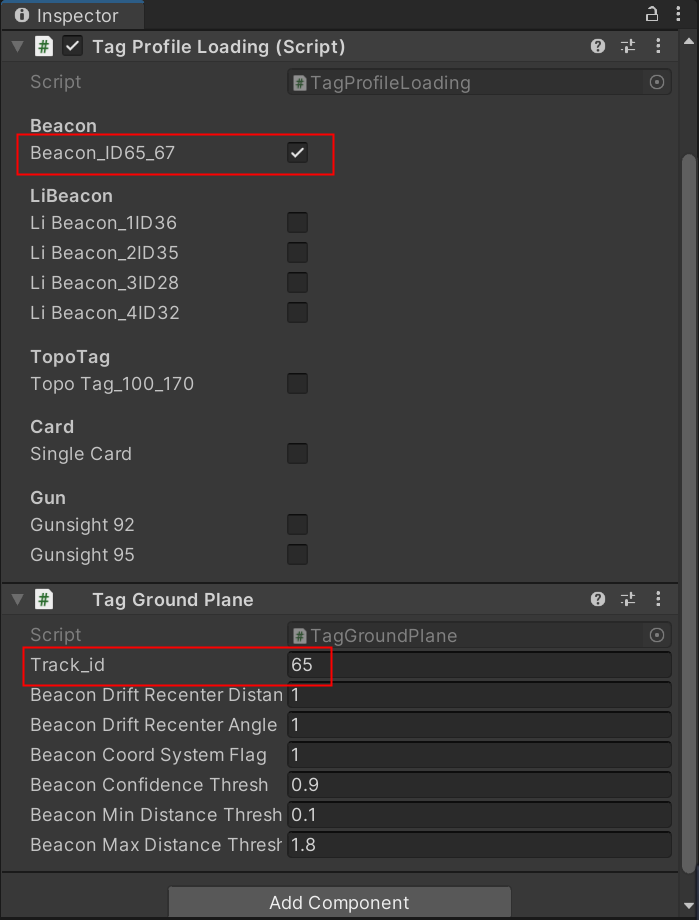 Inspector
Tag Profile Loading (Script)
Script TagProfileLoading
Beacon
Beacon_ID65_67
LiBeacon
Li Beacon_1ID36
Li Beacon_2ID35
Li Beacon_3ID28
Li Beacon_4ID32
TopoTag
Topo Tag_100_170
Card
Single Card
Gun
Gunsight 92
Gunsight 95
Tag Ground Plane
Script TagGroundPlane
Track_id 65
Beacon Drift Recenter Distan 1
Beacon Drift Recenter Angle 1
Beacon Coord System Flag 1
Beacon Confidence Thresh 0.9
Beacon Min Distance Thresh 0.1
Beacon Max Distance Thresh 1.8
Add Component